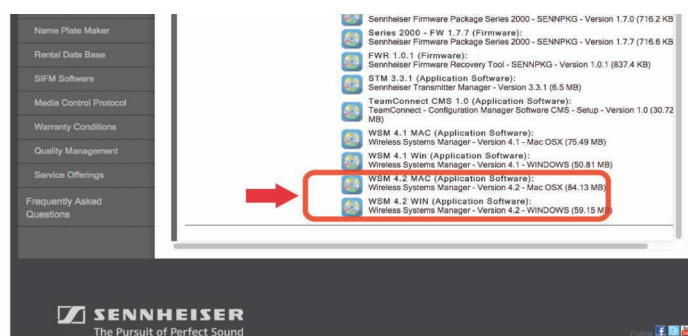 Name Plate Maker
Rental Data Base
SIFM Software
Media Control Protocol
Warranty Conditions
Quality Management
Service Offerings
Frequently Asked
Questions
Sennheiser Firmware Package Series 2000 - SENNPKG - Version 1.7.0 (716.2 KB
Series 2000 - FW 1.7.7 (Firmware):
Sennheiser Firmware Package Series 2000 - SENNPKG - Version 1.7.7 (716.6 KB
FWR 1.0.1 (Firmware):
Sennheiser Firmware Recovery Tool - SENNPKG - Version 1.0.1 (837.4 KB)
STM 3.3.1 (Application Software):
Sennheiser Transmitter Manager - Version 3.3.1 (6.5 MB)
TeamConnect CMS 1.0 (Application Software):
TeamConnect - Configuration Manager Software CMS - Setup - Version 1.0 (30.72
MB)
WSM 4.1 MAC (Application Software):
Wireless Systems Manager - Version 4.1 - Mac OSX (75.49 MB)
WSM 4.1 Win (Application Software):
Wireless Systems Manager - Version 4.1 - WINDOWS (50.81 MB)
WSM 4.2 MAC (Application Software):
Wireless Systems Manager - Version 4.2 - Mac OSX (84.13 MB)
WSM 4.2 WIN (Application Software):
Wireless Systems Manager - Version 4.2 - WINDOWS (59.15 MB)
SENNHEISER
The Pursuit of Perfect Sound
Follow